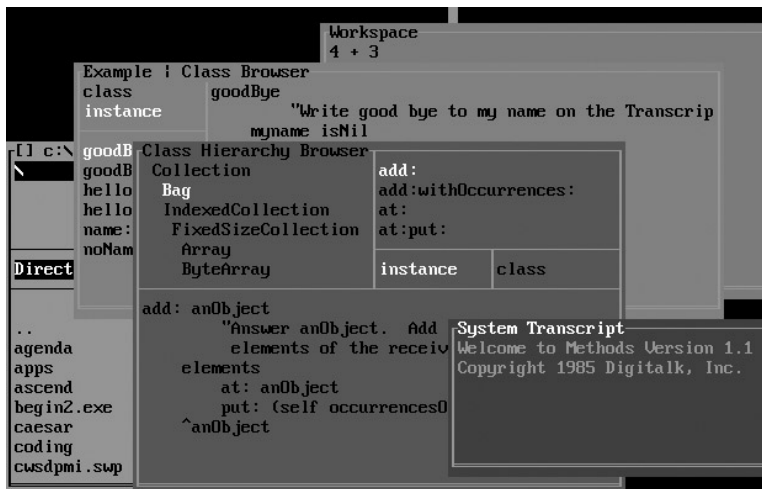 Workspace
4 + 3
Example ¦ Class Browser
class
instance
goodBye
"Write good bye to my name on the Transcrip
myname isNil
goodB
goodB
hello
hello
name:
noNam
[] c:\
\
Direct
..
agenda
apps
ascend
begin2.exe
caesar
coding
cwsdpmi.swp
Class Hierarchy Browser
Collection
Bag
IndexedCollection
FixedSizeCollection
Array
ByteArray
add:
add:withOccurrences:
at:
at:put:
instance
class
add: anObject
"Answer anObject. Add
elements of the receiv
elements
at: anObject
put: (self occurrencesO
^anObject
System Transcript
Welcome to Methods Version 1.1
Copyright 1985 Digitalk, Inc.